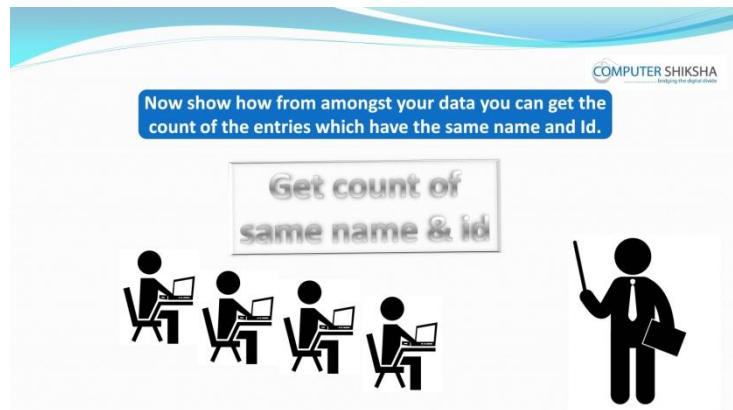 COMPUTER SHIKSHA
bridging the digital divide
Now show how from amongst your data you can get the
count of the entries which have the same name and Id.
Get count of
same name & id